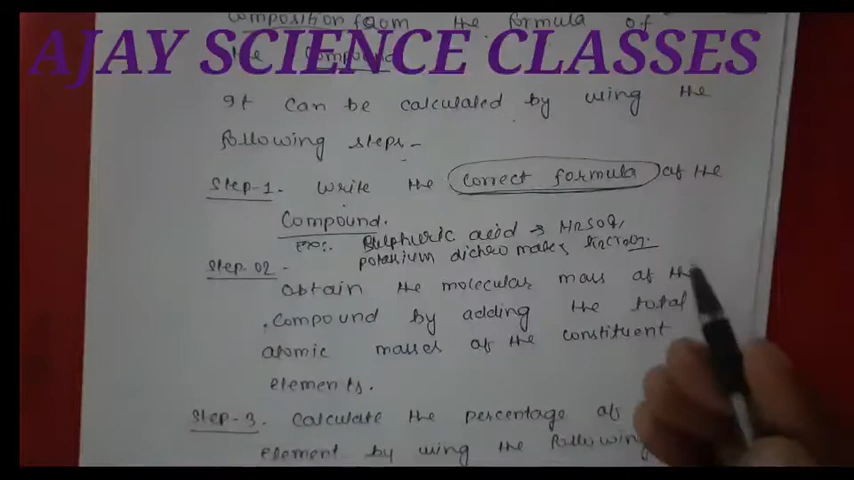 composition from the formula of
AJAY SCIENCE CLASSES
the compound
It can be calculated by using the
following steps -
Step-1. write the correct formula of the
Compound.
Ex:. Sulphuric acid → H2SO4,
potassium dichromate, K2Cr2O7.
Step-02 -
obtain the molecular mass of the
compound by adding the total
atomic masses of the constituent
elements.
Step-3. Calculate the percentage of
element by using the following